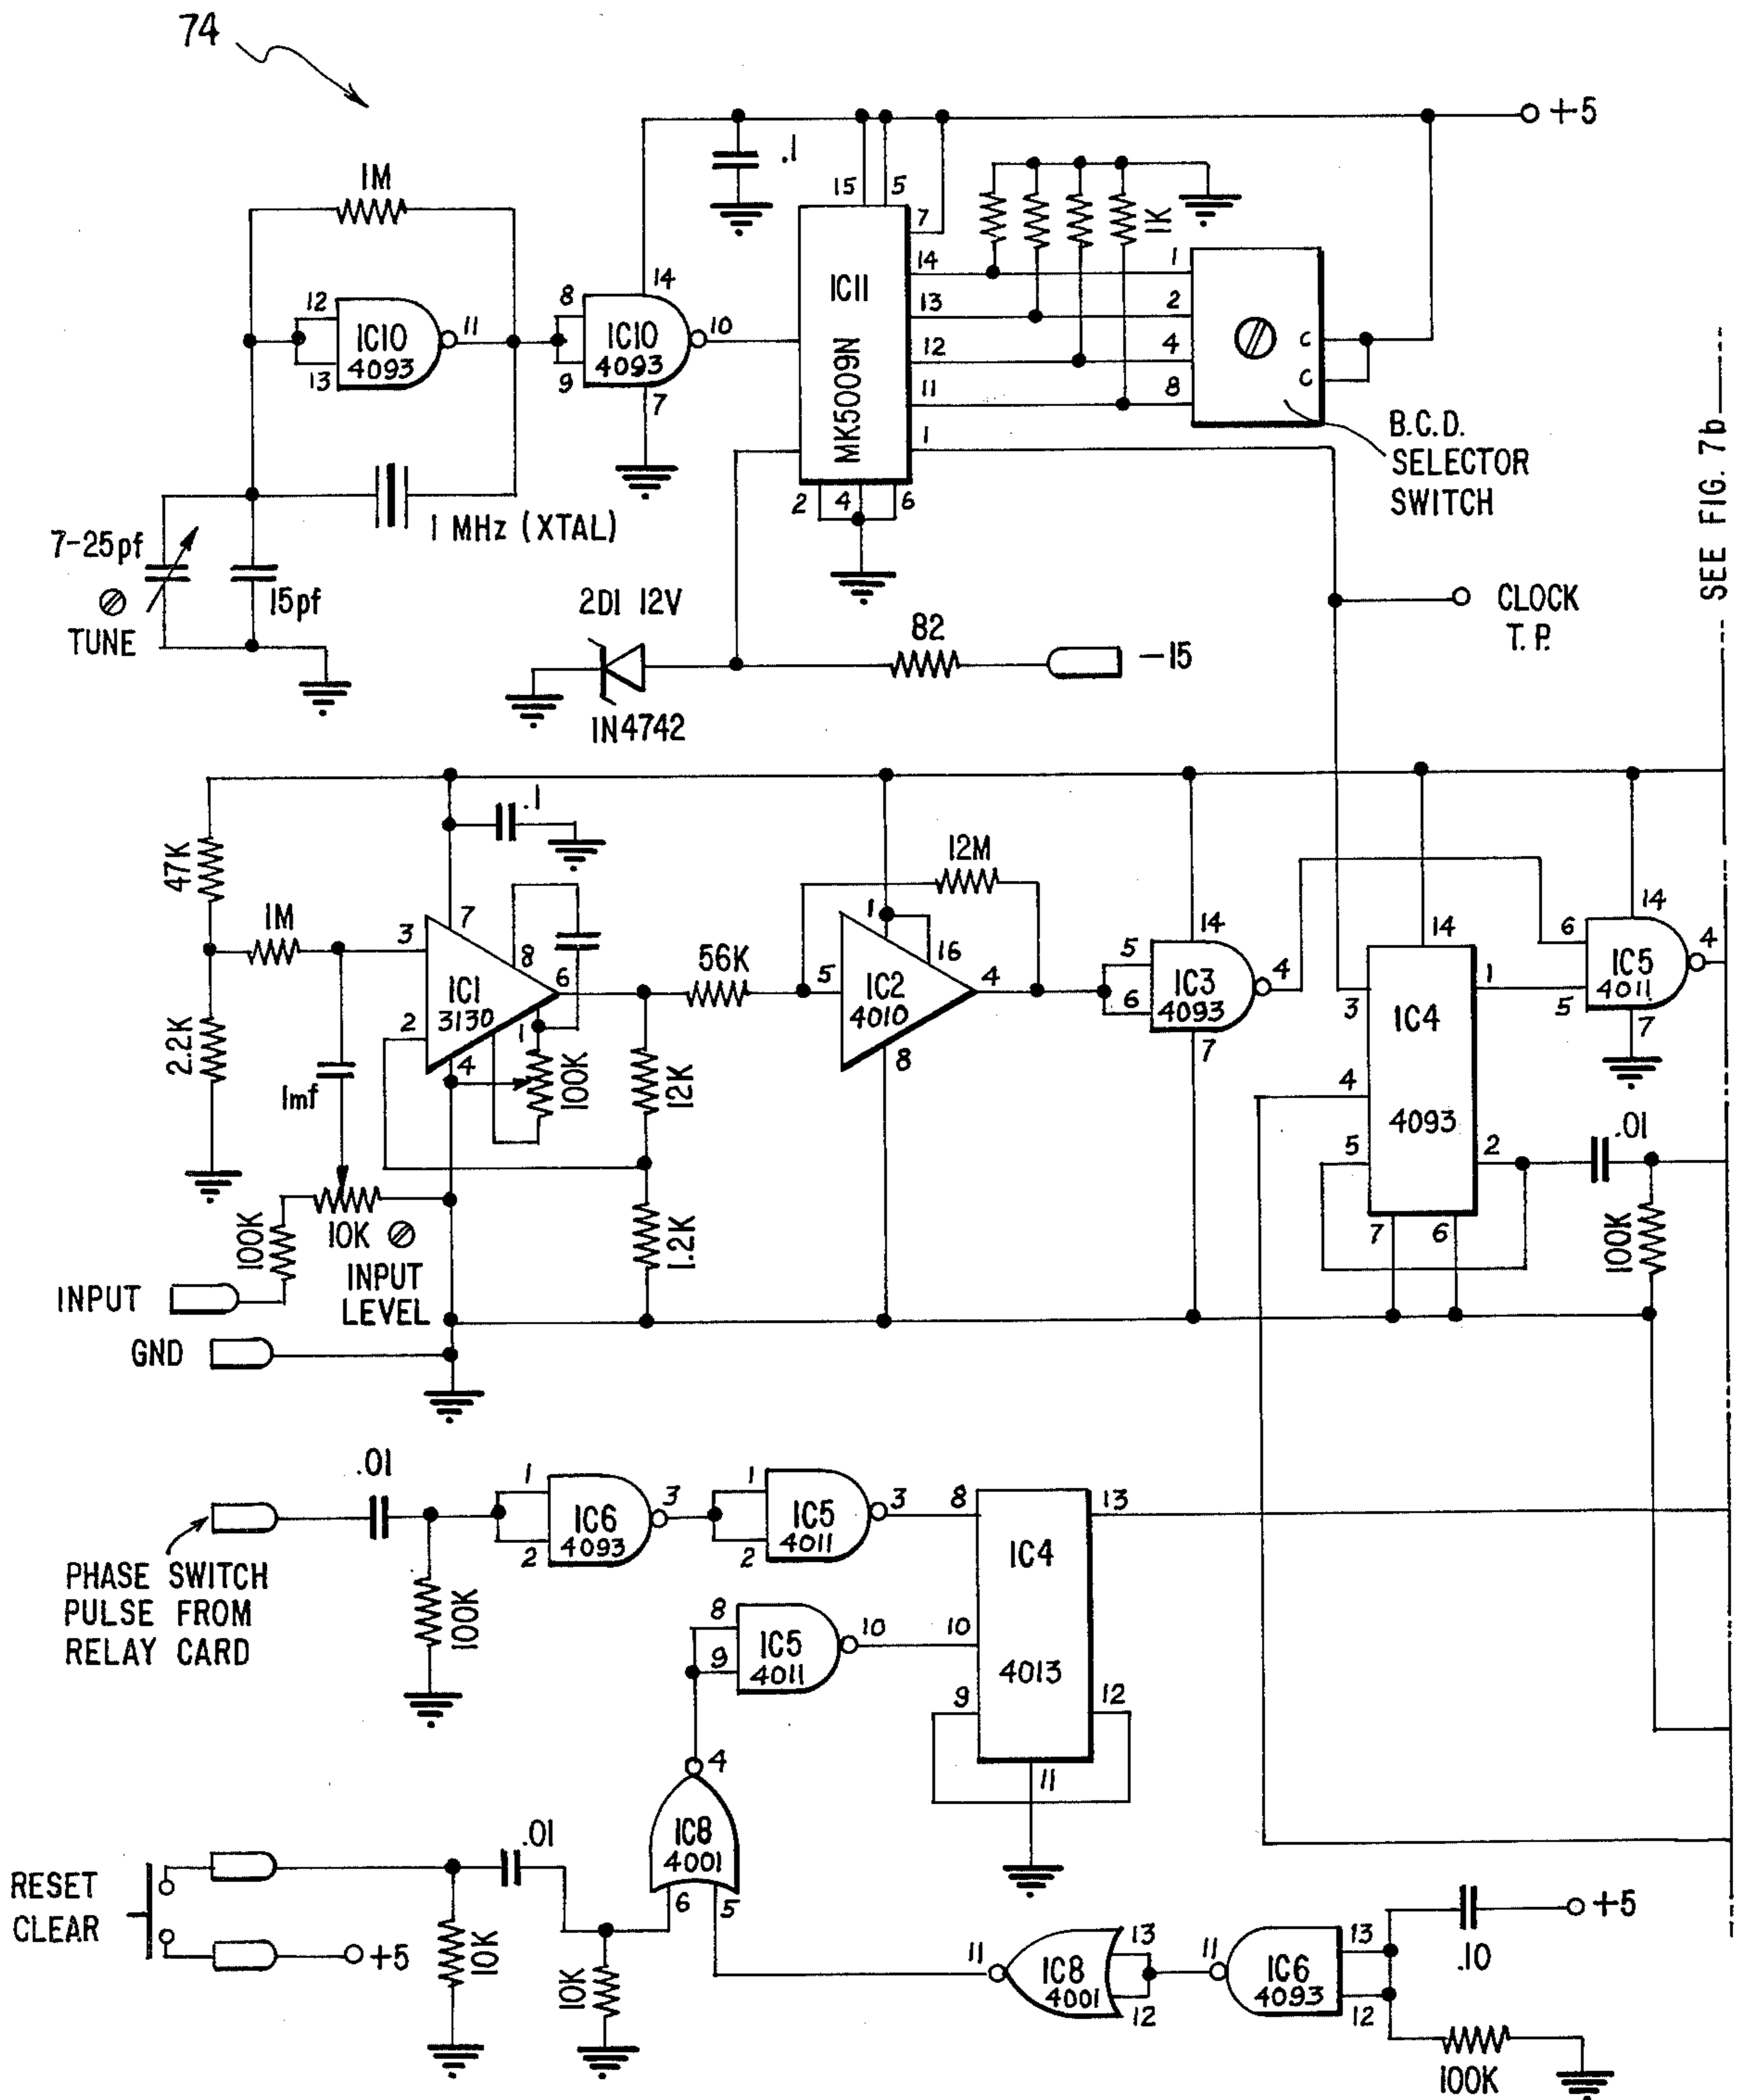 74
+5
.1
1M
15 5
7
14
13
12
11
1
IC11
MK5009N
1K
1
2
4
8
C
C
B.C.D.
SELECTOR
SWITCH
12
13
IC10
4093
11
8
9
14
IC10
4093
10
7
2 4 6
1 MHz (XTAL)
7-25pf
TUNE
15pf
2D1 12V
1N4742
82
-15
CLOCK
T.P.
SEE FIG. 7b
47K
2.2K
1M
1mf
.1
3
2
7
8
6
1
4
IC1
3130
100K
12K
1.2K
56K
12M
5
1
16
IC2
4010
4
8
5
6
14
IC3
4093
4
7
14
3
4
5
1
2
7 6
IC4
4093
6
5
14
IC5
4011
4
7
.01
100K
100K
10K
INPUT
LEVEL
INPUT
GND
.01
100K
PHASE SWITCH
PULSE FROM
RELAY CARD
1
2
IC6
4093
3
1
2
IC5
4011
3
8
10
9
13
12
11
IC4
4013
8
9
IC5
4011
10
4
IC8
4001
6 5
RESET
CLEAR
+5
.01
10K
10K
11
IC8
4001
13
12
11
IC6
4093
13
12
.10
+5
100K